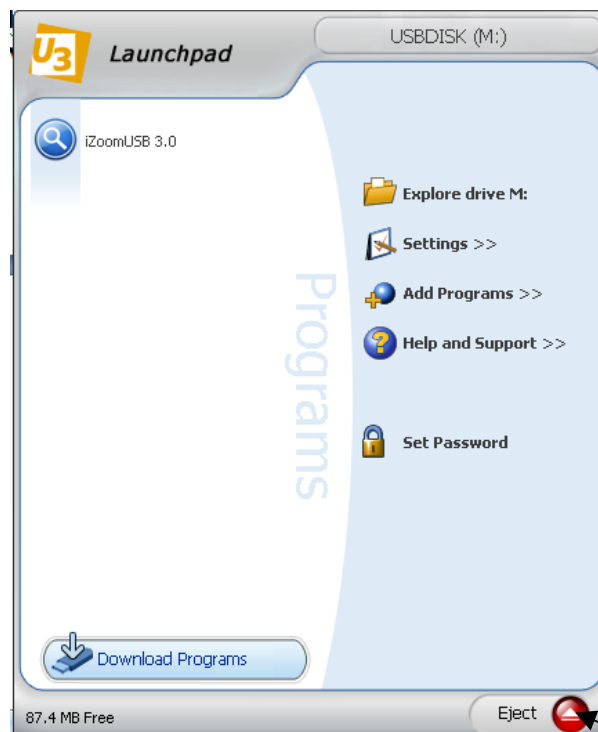 U3
Launchpad
USBDISK (M:)
iZoomUSB 3.0
Explore drive M:
Settings >>
Add Programs >>
Help and Support >>
Set Password
Programs
Download Programs
87.4 MB Free
Eject